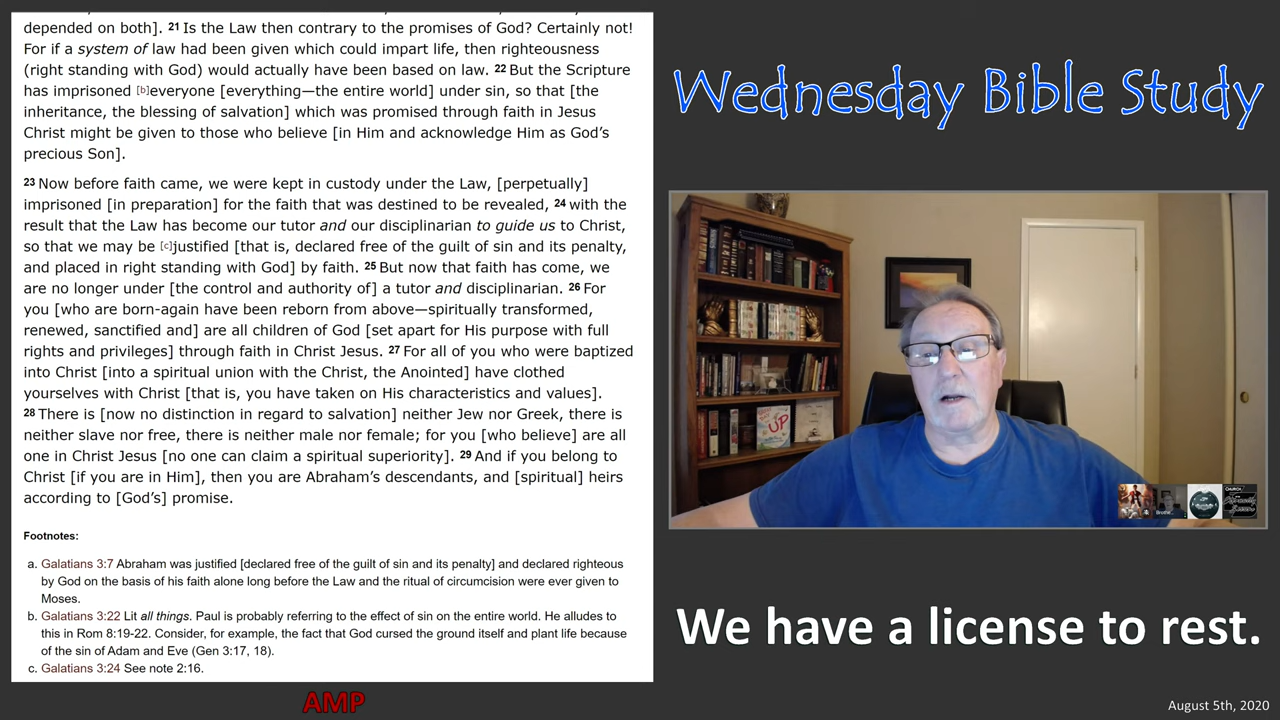 depended on both]. 21 Is the Law then contrary to the promises of God? Certainly not!
For if a system of law had been given which could impart life, then righteousness
(right standing with God) would actually have been based on law. 22 But the Scripture
has imprisoned [b]everyone [everything—the entire world] under sin, so that [the
inheritance, the blessing of salvation] which was promised through faith in Jesus
Christ might be given to those who believe [in Him and acknowledge Him as God’s
precious Son].
23 Now before faith came, we were kept in custody under the Law, [perpetually]
imprisoned [in preparation] for the faith that was destined to be revealed, 24 with the
result that the Law has become our tutor and our disciplinarian to guide us to Christ,
so that we may be [c]justified [that is, declared free of the guilt of sin and its penalty,
and placed in right standing with God] by faith. 25 But now that faith has come, we
are no longer under [the control and authority of] a tutor and disciplinarian. 26 For
you [who are born-again have been reborn from above—spiritually transformed,
renewed, sanctified and] are all children of God [set apart for His purpose with full
rights and privileges] through faith in Christ Jesus. 27 For all of you who were baptized
into Christ [into a spiritual union with the Christ, the Anointed] have clothed
yourselves with Christ [that is, you have taken on His characteristics and values].
28 There is [now no distinction in regard to salvation] neither Jew nor Greek, there is
neither slave nor free, there is neither male nor female; for you [who believe] are all
one in Christ Jesus [no one can claim a spiritual superiority]. 29 And if you belong to
Christ [if you are in Him], then you are Abraham’s descendants, and [spiritual] heirs
according to [God’s] promise.
Footnotes:
a. Galatians 3:7 Abraham was justified [declared free of the guilt of sin and its penalty] and declared righteous
by God on the basis of his faith alone long before the Law and the ritual of circumcision were ever given to
Moses.
b. Galatians 3:22 Lit all things. Paul is probably referring to the effect of sin on the entire world. He alludes to
this in Rom 8:19-22. Consider, for example, the fact that God cursed the ground itself and plant life because
of the sin of Adam and Eve (Gen 3:17, 18).
c. Galatians 3:24 See note 2:16.
AMP
Wednesday Bible Study
UP
We have a license to rest.
August 5th, 2020